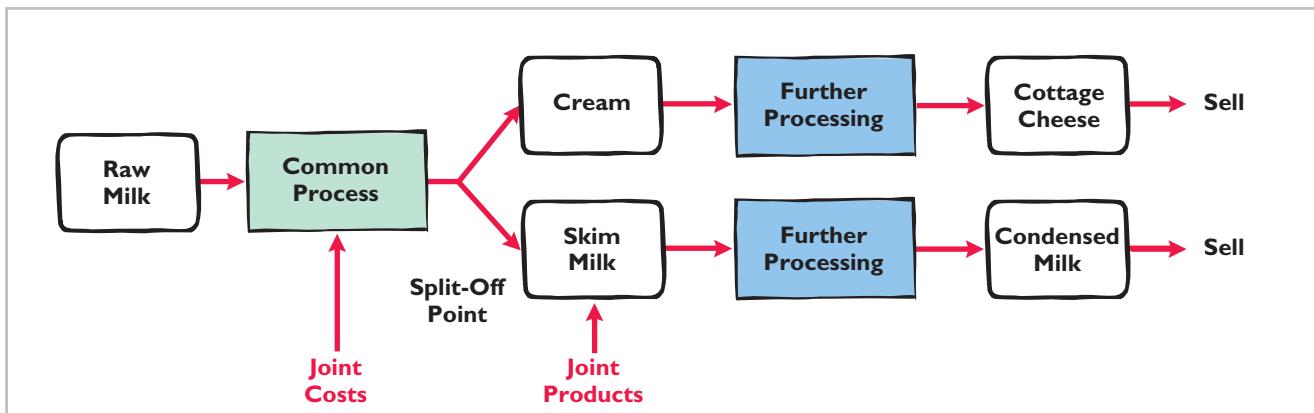 Raw
Milk
Common
Process
Cream
Further
Processing
Cottage
Cheese
Sell
Split-Off
Point
Skim
Milk
Further
Processing
Condensed
Milk
Sell
Joint
Costs
Joint
Products